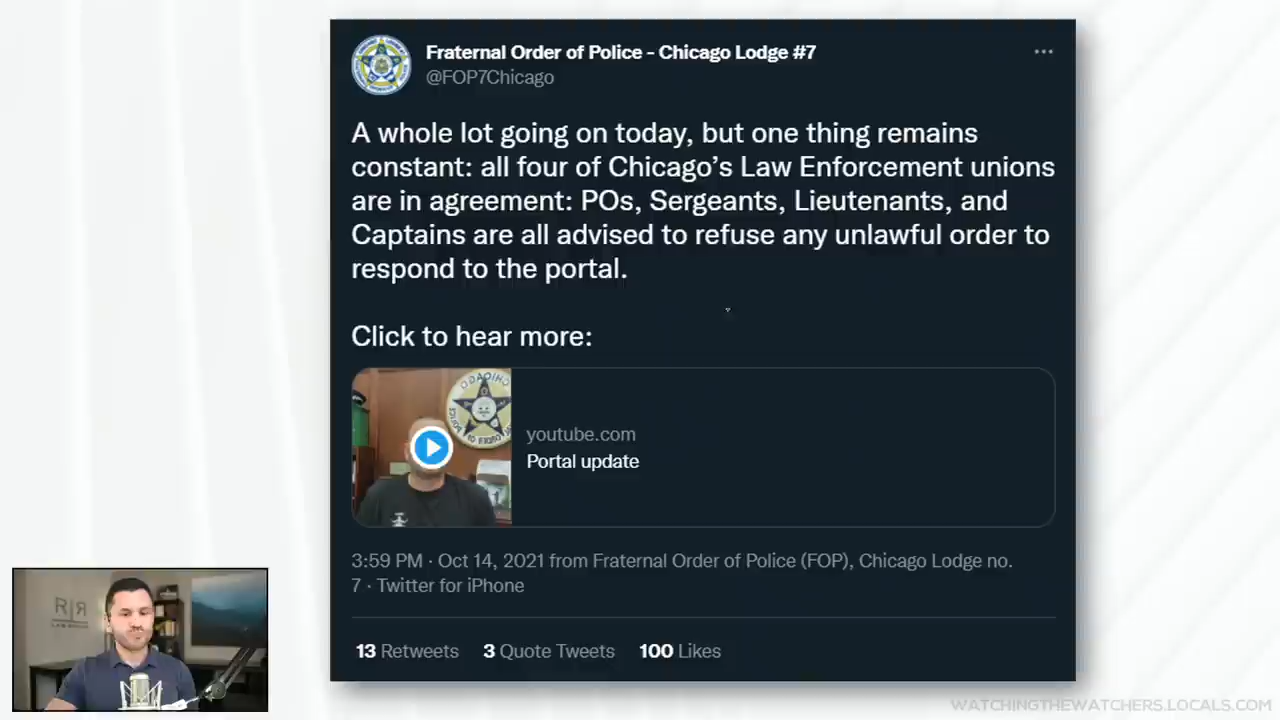 Fraternal Order of Police - Chicago Lodge #7
@FOP7Chicago
A whole lot going on today, but one thing remains
constant: all four of Chicago's Law Enforcement unions
are in agreement: POs, Sergeants, Lieutenants, and
Captains are all advised to refuse any unlawful order to
respond to the portal.
Click to hear more:
youtube.com
Portal update
3:59 PM · Oct 14, 2021 from Fraternal Order of Police (FOP), Chicago Lodge no.
7 · Twitter for iPhone
13 Retweets 3 Quote Tweets 100 Likes
R|R
LAW GROUP
WATCHINGTHEWATCHERS.LOCALS.COM